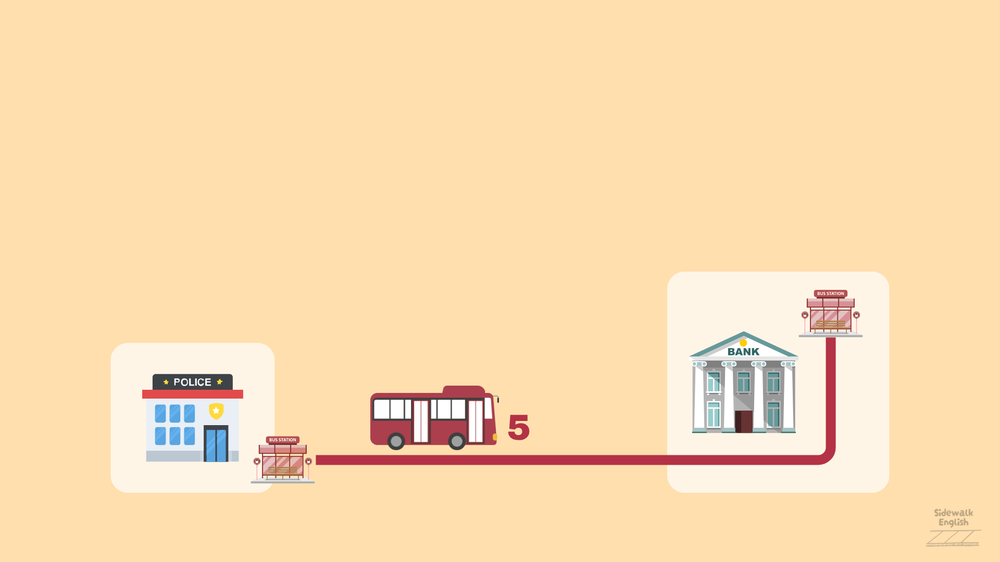 BUS STATION
BANK
POLICE
5
BUS STATION
Sidewalk
English